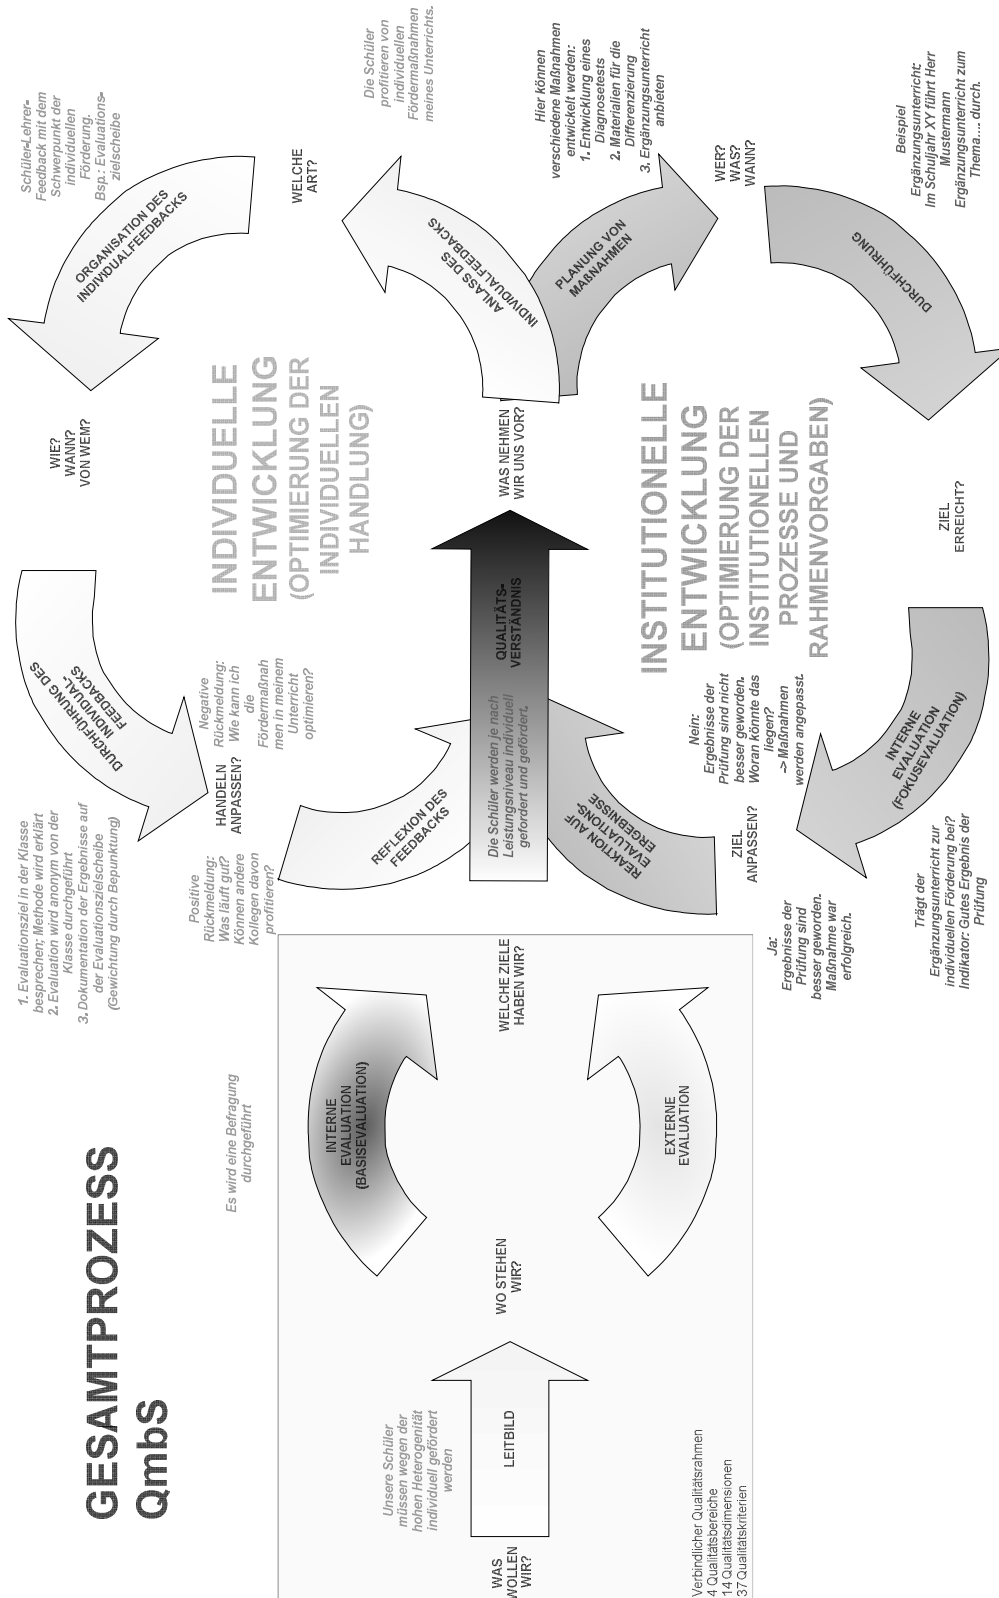 GESAMTPROZESS
QmbS
WAS
WOLLEN
WIR?
LEITBILD
Unsere Schüler
müssen wegen der
hohen Heterogenität
individuell gefördert
werden
Verbindlicher Qualitätsrahmen
4 Qualitätsbereiche
14 Qualitätsdimensionen
37 Qualitätskriterien
WO STEHEN
WIR?
Es wird eine Befragung
durchgeführt
INTERNE
EVALUATION
(BASISEVALUATION)
EXTERNE
EVALUATION
WELCHE ZIELE
HABEN WIR?
Die Schüler werden je nach
Leistungsniveau individuell
gefordert und gefördert,
QUALITÄTS-
VERSTÄNDNIS
WAS NEHMEN
WIR UNS VOR?
INDIVIDUELLE
ENTWICKLUNG
(OPTIMIERUNG DER
INDIVIDUELLEN
HANDLUNG)
ANLASS DES
INDIVIDUALFEEDBACKS
Die Schüler
profitieren von
individuellen
Fördermaßnahmen
meines Unterrichts.
WELCHE
ART?
ORGANISATION DES
INDIVIDUALFEEDBACKS
Schüler-Lehrer-
Feedback mit dem
Schwerpunkt der
individuellen
Förderung.
Bsp.: Evaluations-
zielscheibe
WIE?
WANN?
VON WEM?
DURCHFÜHRUNG DES
INDIVIDUAL-
FEEDBACKS
1. Evaluationsziel in der Klasse
besprechen; Methode wird erklärt
2. Evaluation wird anonym von der
Klasse durchgeführt
3. Dokumentation der Ergebnisse auf
der Evaluationszielscheibe
(Gewichtung durch Bepunktung)
HANDELN
ANPASSEN?
Positive
Rückmeldung:
Was läuft gut?
Können andere
Kollegen davon
profitieren?
Negative
Rückmeldung:
Wie kann ich
die
Fördermaßnah
men in meinem
Unterricht
optimieren?
REFLEXION DES
FEEDBACKS
INSTITUTIONELLE
ENTWICKLUNG
(OPTIMIERUNG DER
INSTITUTIONELLEN
PROZESSE UND
RAHMENVORGABEN)
PLANUNG VON
MAßNAHMEN
Hier können
verschiedene Maßnahmen
entwickelt werden:
1. Entwicklung eines
Diagnosetests
2. Materialien für die
Differenzierung
3. Ergänzungsunterricht
anbieten
WER?
WAS?
WANN?
DURCHFÜHRUNG
Beispiel
Ergänzungsunterricht:
Im Schuljahr XY führt Herr
Mustermann
Ergänzungsunterricht zum
Thema.... durch.
ZIEL
ERREICHT?
INTERNE
EVALUATION
(FOKUSEVALUATION)
Trägt der
Ergänzungsunterricht zur
individuellen Förderung bei?
Indikator: Gutes Ergebnis der
Prüfung
ZIEL
ANPASSEN?
Ja:
Ergebnisse der
Prüfung sind
besser geworden.
Maßnahme war
erfolgreich.
Nein:
Ergebnisse der
Prüfung sind nicht
besser geworden.
Woran könnte das
liegen?
-> Maßnahmen
werden angepasst.
REAKTION AUF
EVALUATIONS-
ERGEBNISSE